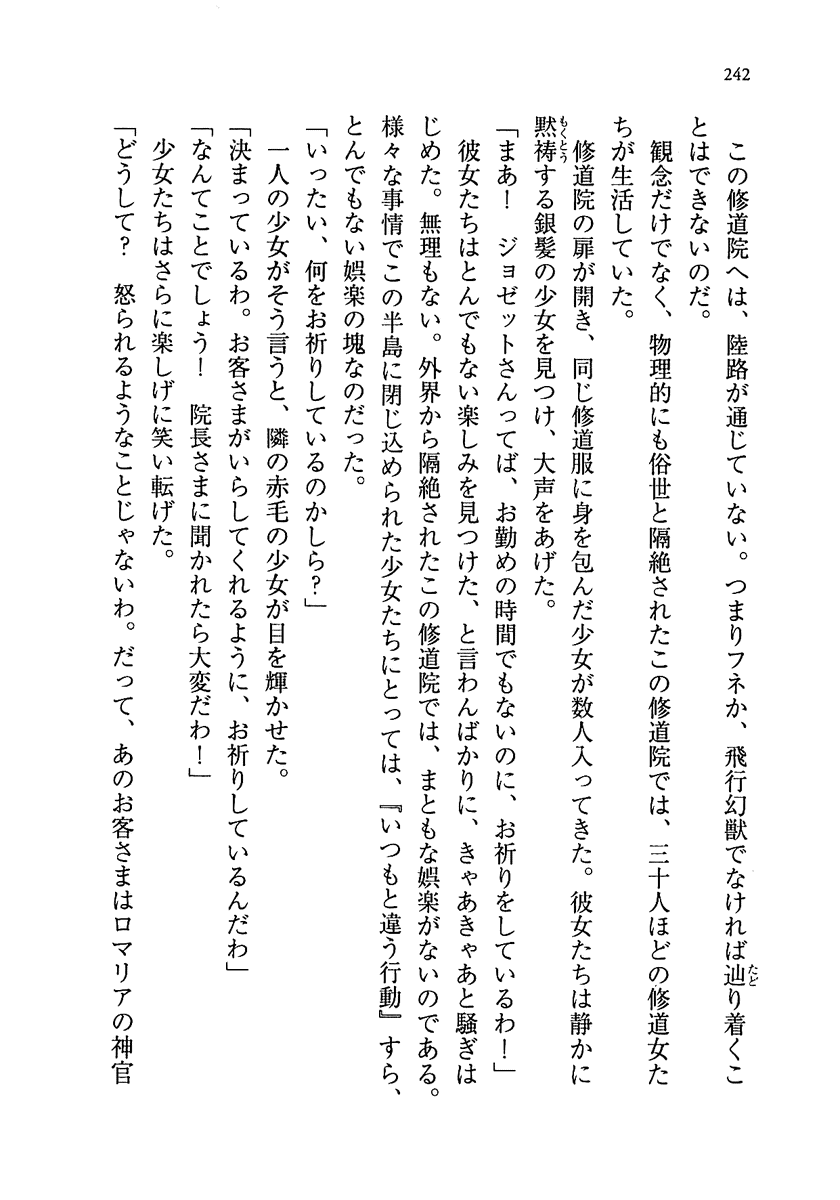 242
この修道院へは、陸路が通じていない。つまりフネか、飛行幻獣でなければ辿り着くこ
とはできないのだ。
観念だけでなく、物理的にも俗世と隔絶されたこの修道院では、三十人ほどの修道女た
ちが生活していた。
修道院の扉が開き、同じ修道服に身を包んだ少女が数人入ってきた。彼女たちは静かに
黙祷する銀髪の少女を見つけ、大声をあげた。
「まあ！　ジョゼットさんってば、お勤めの時間でもないのに、お祈りをしているわ！」
彼女たちはとんでもない楽しみを見つけた、と言わんばかりに、きゃあきゃあと騒ぎは
じめた。無理もない。外界から隔絶されたこの修道院では、まともな娯楽がないのである。
様々な事情でこの半島に閉じ込められた少女たちにとっては、『いつもと違う行動』すら、
とんでもない娯楽の塊なのだった。
「いったい、何をお祈りしているのかしら？」
一人の少女がそう言うと、隣の赤毛の少女が目を輝かせた。
「決まっているわ。お客さまがいらしてくれるように、お祈りしているんだわ」
「なんてことでしょう！　院長さまに聞かれたら大変だわ！」
少女たちはさらに楽しげに笑い転げた。
「どうして？　怒られるようなことじゃないわ。だって、あのお客さまはロマリアの神官